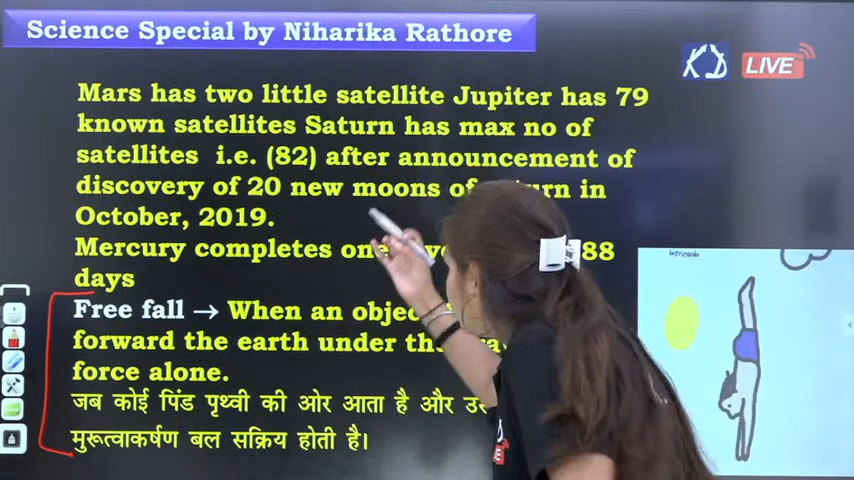 Science Special by Niharika Rathore
KD LIVE
Mars has two little satellite Jupiter has 79
known satellites Saturn has max no of
satellites i.e. (82) after announcement of
discovery of 20 new moons of in
October, 2019.
Mercury completes one 88
days
Free fall → When an object
forward the earth under the
force alone.
जब कोई पिंड पृथ्वी की ओर आता है और
मुरूत्वाकर्षण बल सक्रिय होती है।